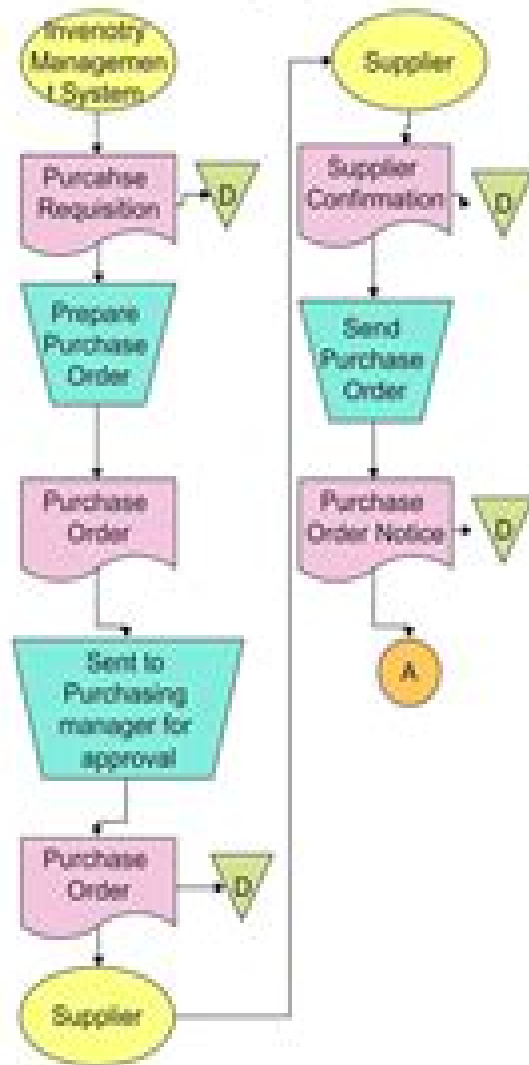 Invenotry
Managemen
t System
Purcahse
Requisition
D
Prepare
Purchase
Order
Purchase
Order
Sent to
Purchasing
manager for
approval
Purchase
Order
D
Supplier
Supplier
Supplier
Confirmation
D
Send
Purchase
Order
Purchase
Order Notice
D
A